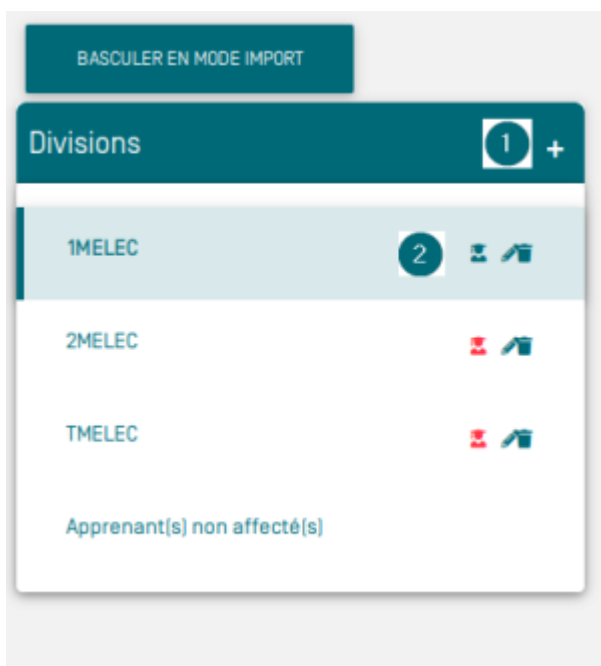 BASCULER EN MODE IMPORT
Divisions 1 +
1MELEC 2
2MELEC
TMELEC
Apprenant(s) non affecté(s)